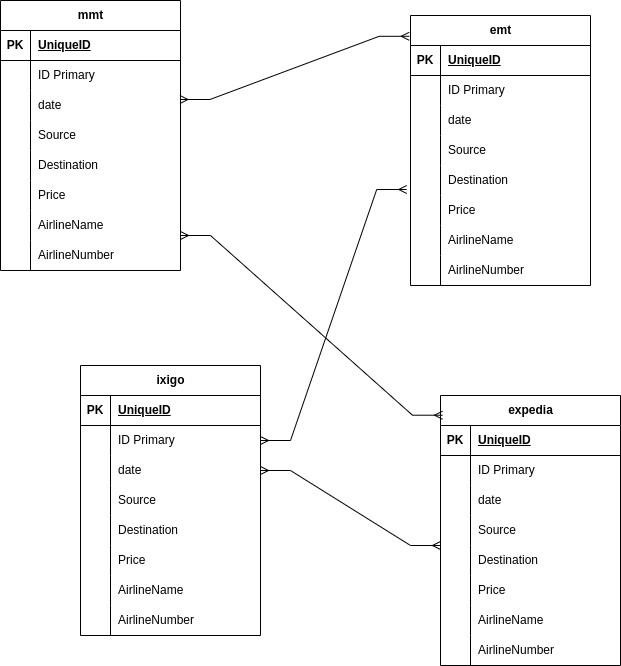 mmt
PK UniqueID
ID Primary
date
Source
Destination
Price
AirlineName
AirlineNumber
emt
PK UniqueID
ID Primary
date
Source
Destination
Price
AirlineName
AirlineNumber
ixigo
PK UniqueID
ID Primary
date
Source
Destination
Price
AirlineName
AirlineNumber
expedia
PK UniqueID
ID Primary
date
Source
Destination
Price
AirlineName
AirlineNumber